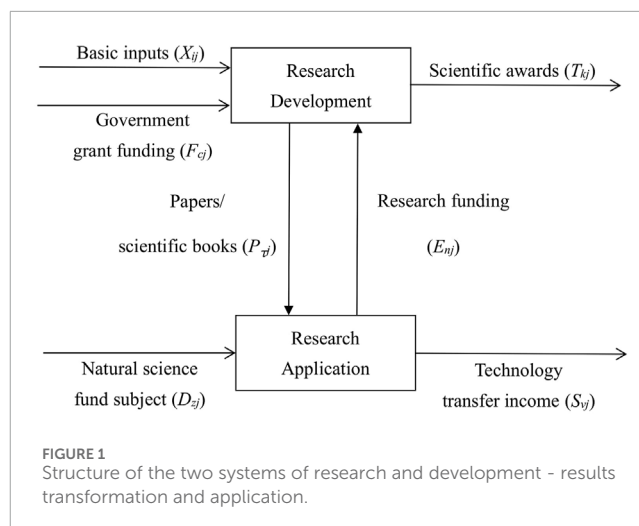 Basic inputs (Xij)
Research
Development
Scientific awards (Tkj)
Government
grant funding (Fcj)
Papers/
scientific books (Pτj)
Research funding
(Enj)
Research
Application
Natural science
fund subject (Dzj)
Technology
transfer income (Svj)
FIGURE 1
Structure of the two systems of research and development - results
transformation and application.